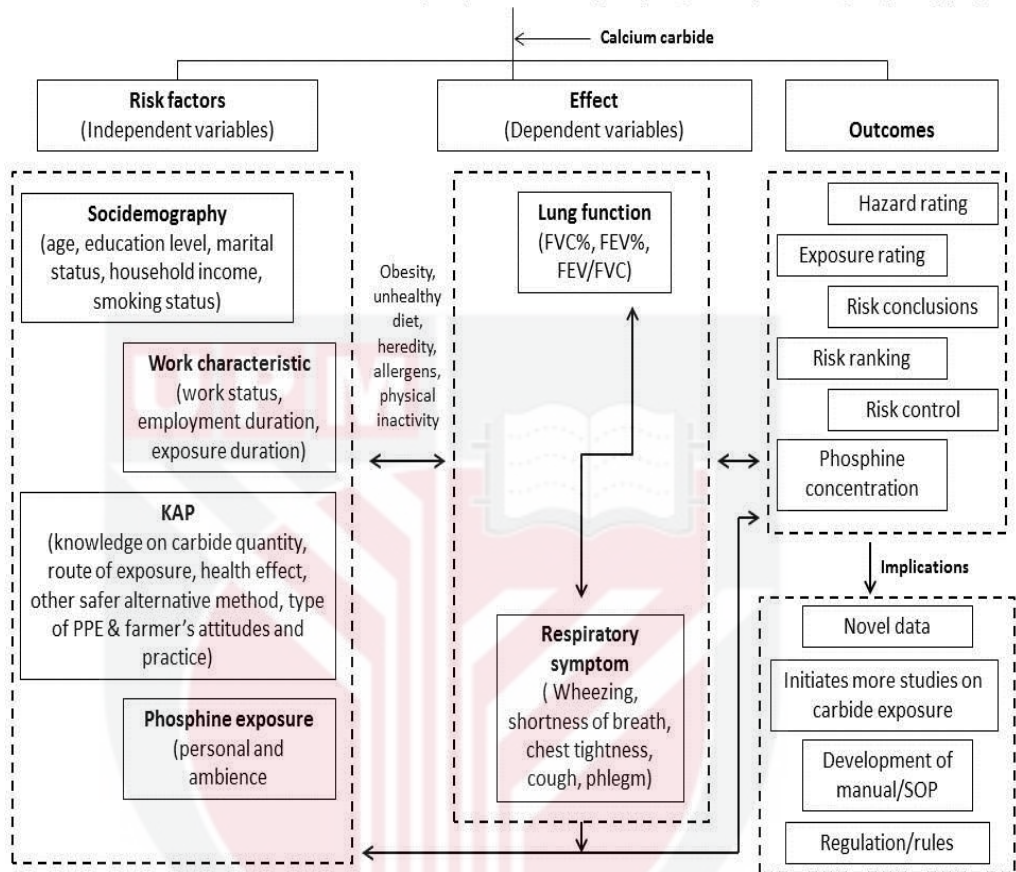 Calcium carbide
Risk factors
(Independent variables)
Effect
(Dependent variables)
Outcomes
Socidemography
(age, education level, marital
status, household income,
smoking status)
Work characteristic
(work status,
employment duration,
exposure duration)
KAP
(knowledge on carbide quantity,
route of exposure, health effect,
other safer alternative method, type
of PPE & farmer's attitudes and
practice)
Phosphine exposure
(personal and
ambience
Obesity,
unhealthy
diet,
heredity,
allergens,
physical
inactivity
Lung function
(FVC%, FEV%,
FEV/FVC)
Respiratory
symptom
( Wheezing,
shortness of breath,
chest tightness,
cough, phlegm)
Hazard rating
Exposure rating
Risk conclusions
Risk ranking
Risk control
Phosphine
concentration
Implications
Novel data
Initiates more studies on
carbide exposure
Development of
manual/SOP
Regulation/rules
UPM